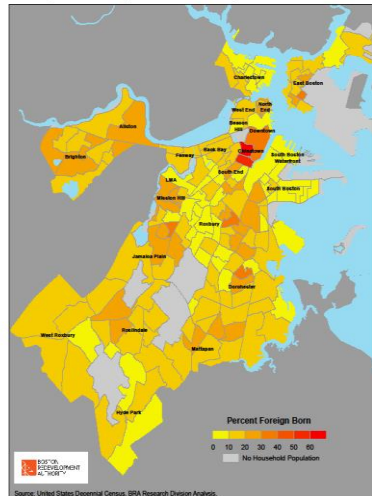 Charlestown
East Boston
West End
North
End
Beacon
Hill
Downtown
Allston
Chinatown
Brighton
Back Bay
Fenway
South Boston
Waterfront
South End
LMA
South Boston
Mission Hill
Roxbury
Jamaica Plain
Dorchester
West Roxbury
Roslindale
Mattapan
Hyde Park
Percent Foreign Born
0 10 20 30 40 50 60
No Household Population
BOSTON
REDEVELOPMENT
AUTHORITY
Source: United States Decennial Census, BRA Research Division Analysis.